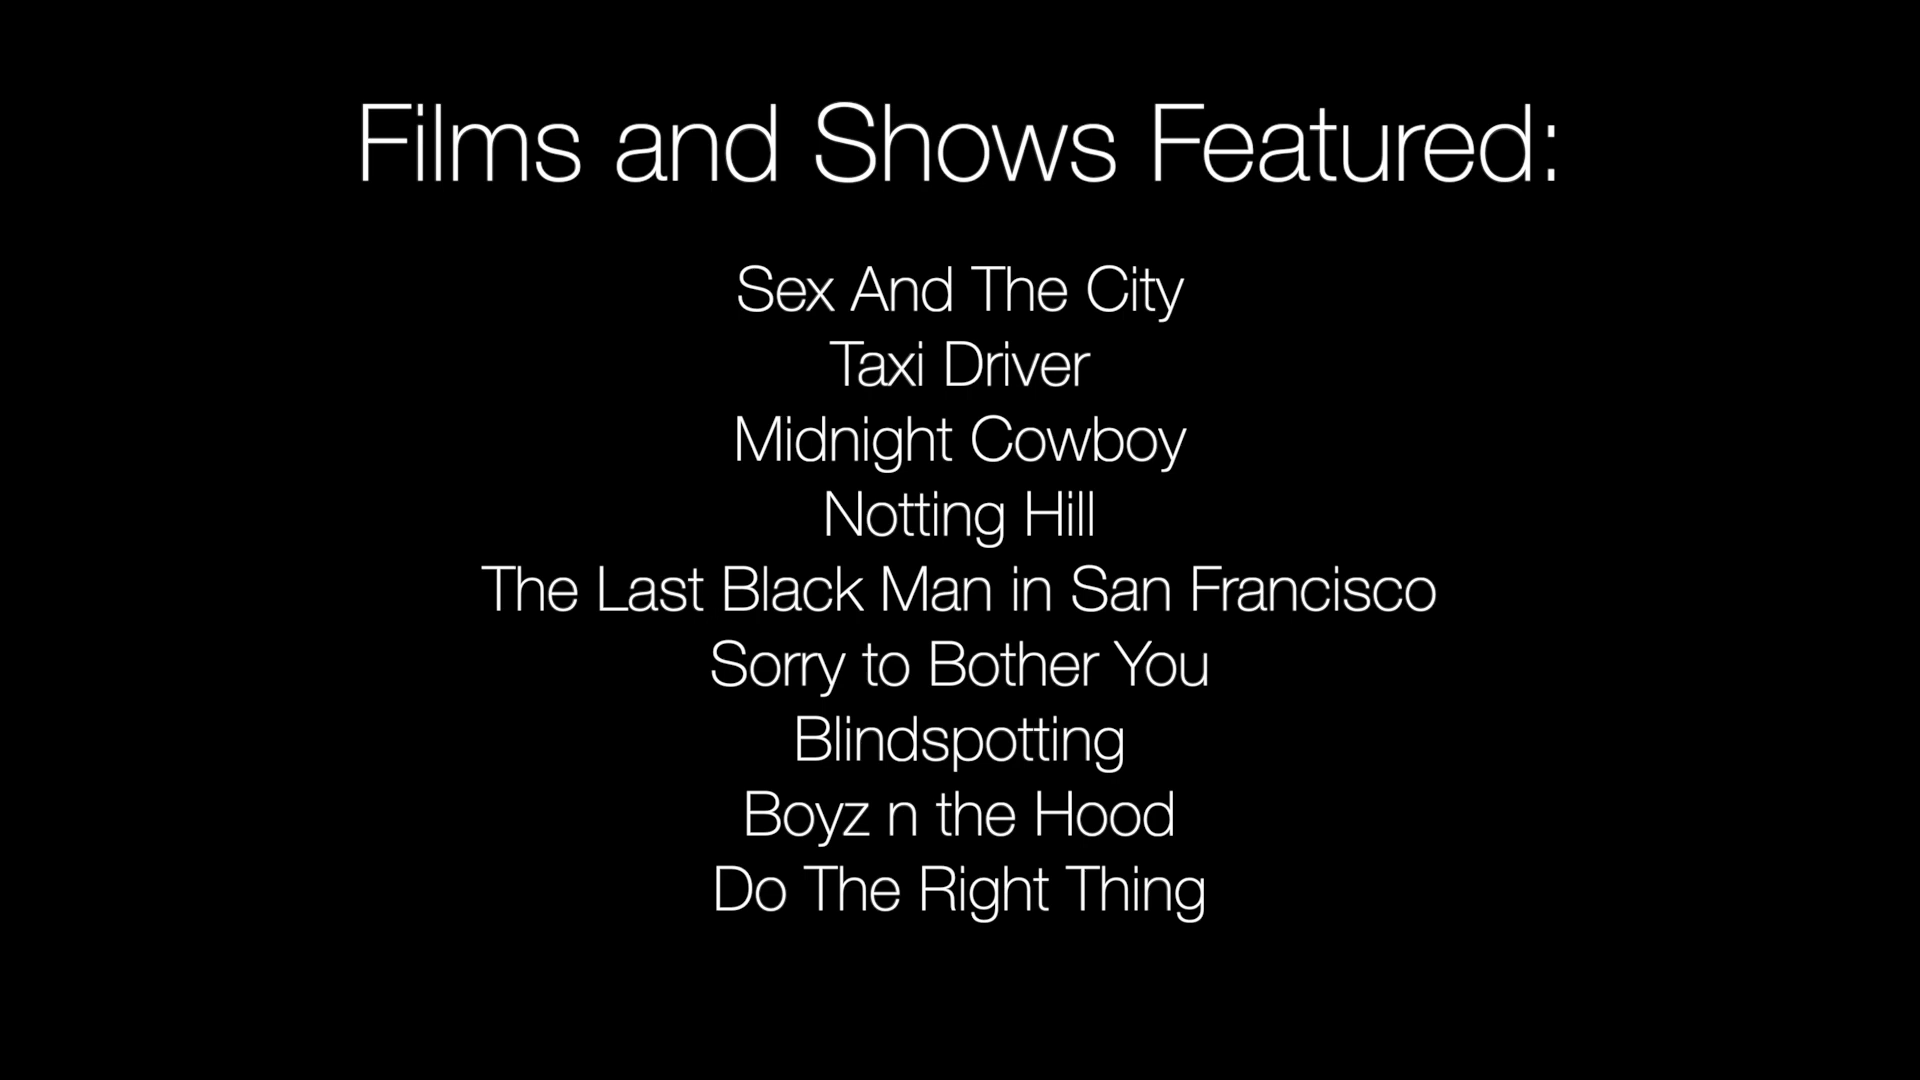 Films and Shows Featured:
Sex And The City
Taxi Driver
Midnight Cowboy
Notting Hill
The Last Black Man in San Francisco
Sorry to Bother You
Blindspotting
Boyz n the Hood
Do The Right Thing